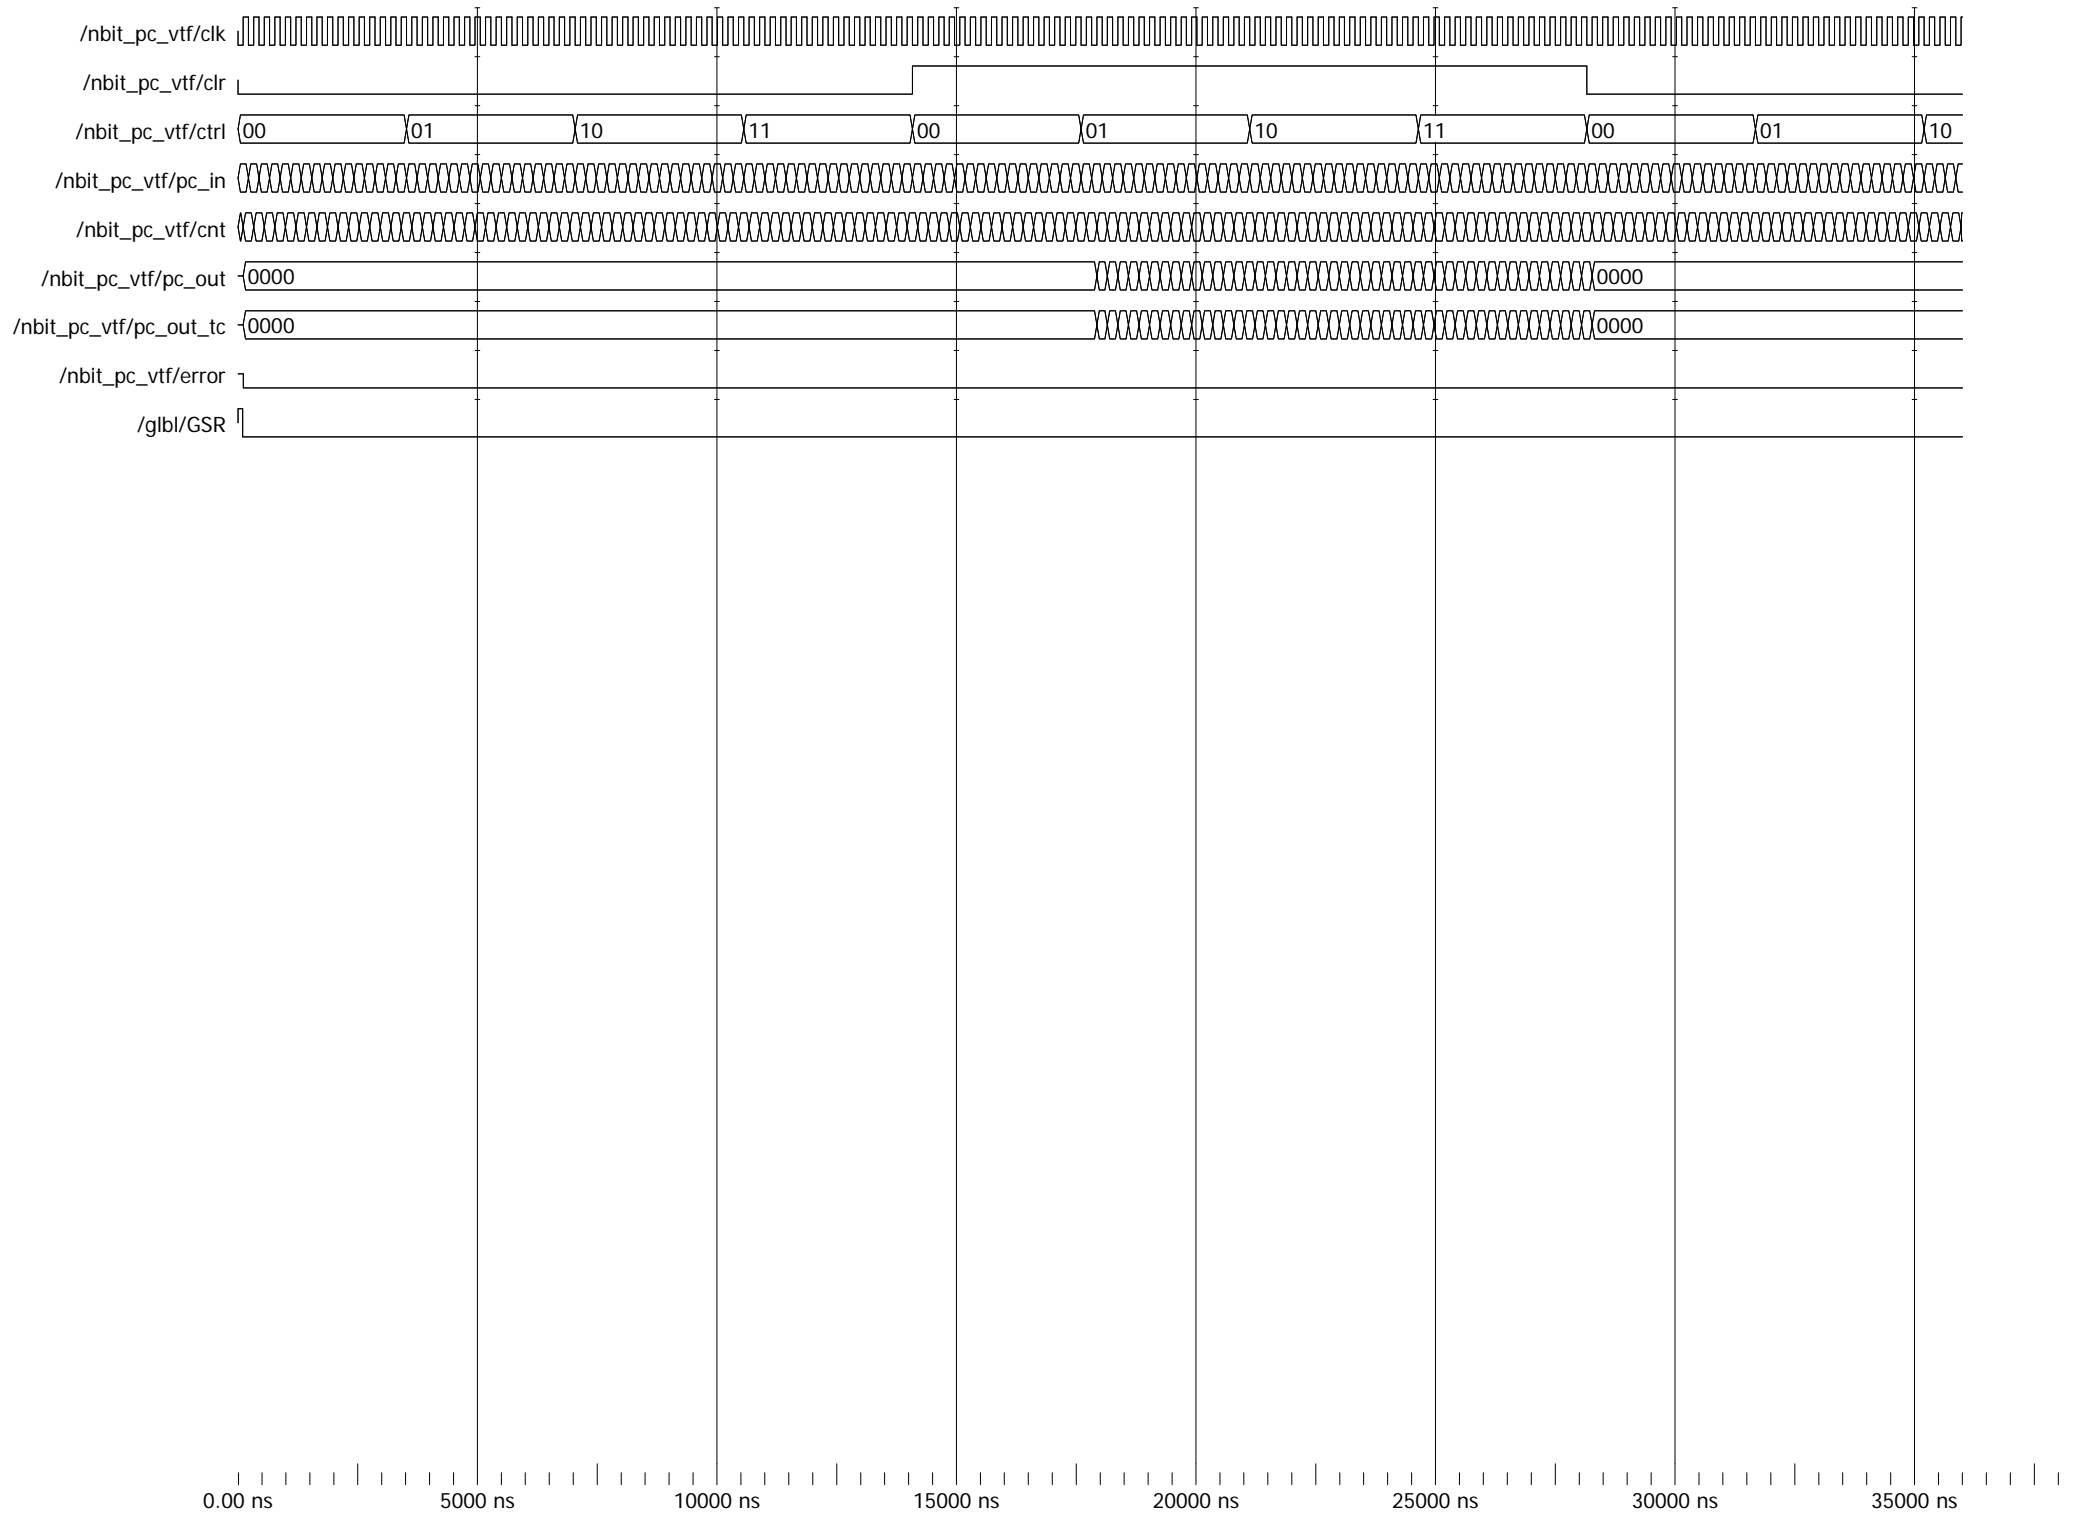 /nbit_pc_vtf/clk
/nbit_pc_vtf/clr
/nbit_pc_vtf/ctrl 00 01 10 11 00 01 10 11 00 01 10
/nbit_pc_vtf/pc_in
/nbit_pc_vtf/cnt
/nbit_pc_vtf/pc_out 0000 0000
/nbit_pc_vtf/pc_out_tc 0000 0000
/nbit_pc_vtf/error
/glbl/GSR
0.00 ns 5000 ns 10000 ns 15000 ns 20000 ns 25000 ns 30000 ns 35000 ns